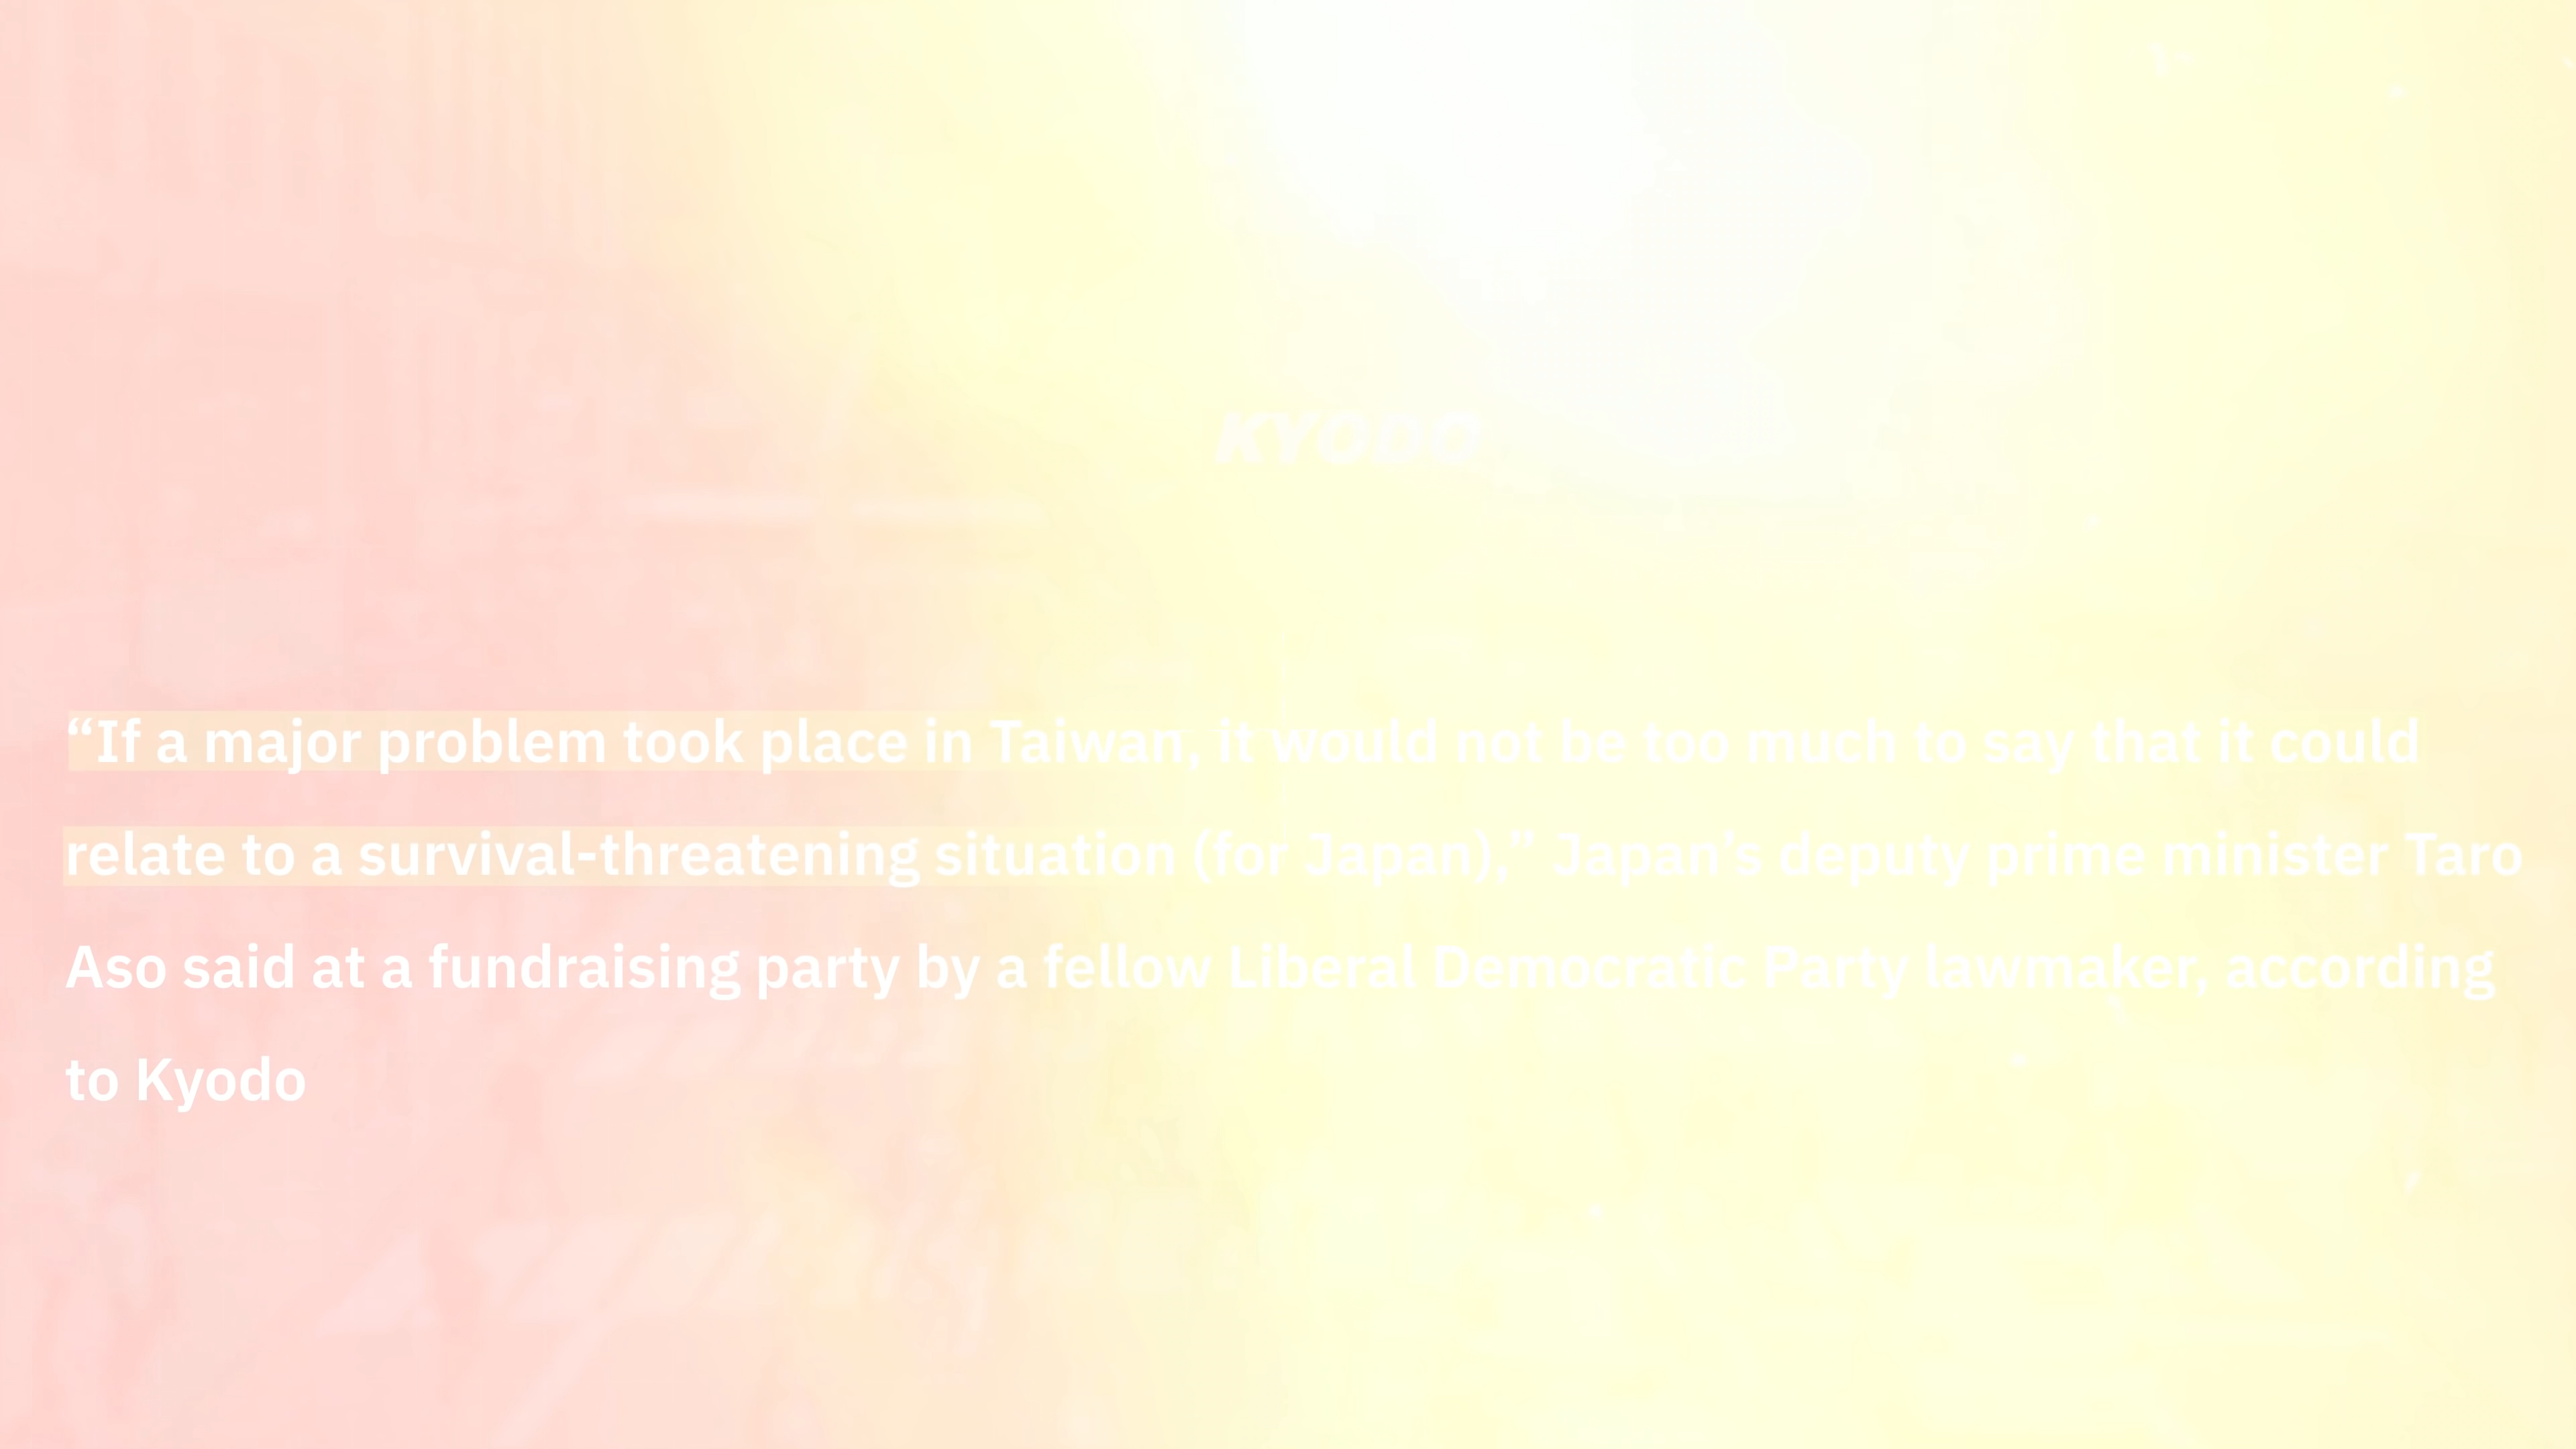 KYODO
“If a major problem took place in Taiwan, it would not be too much to say that it could
relate to a survival-threatening situation (for Japan),” Japan’s deputy prime minister Taro
Aso said at a fundraising party by a fellow Liberal Democratic Party lawmaker, according
to Kyodo